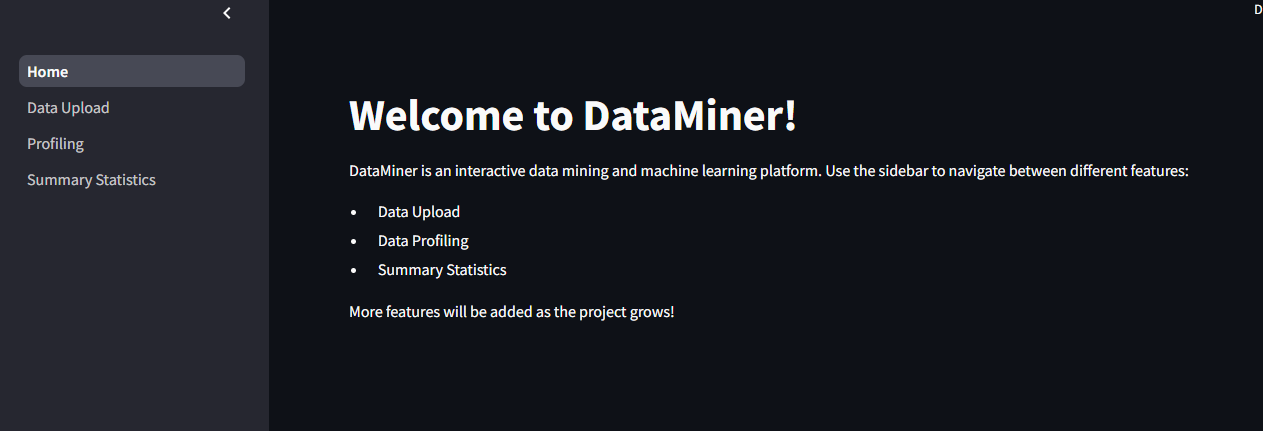 Home
Data Upload
Profiling
Summary Statistics
D
Welcome to DataMiner!
DataMiner is an interactive data mining and machine learning platform. Use the sidebar to navigate between different features:
• Data Upload
• Data Profiling
• Summary Statistics
More features will be added as the project grows!